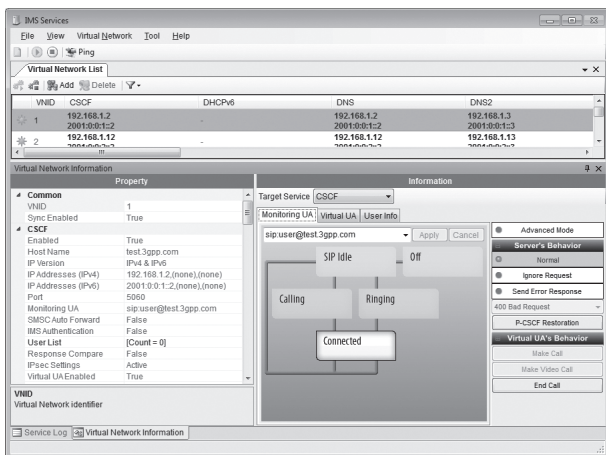 IMS Services
File View Virtual Network Tool Help
Ping
Virtual Network List
Add Delete
VNID CSCF DHCPv6 DNS DNS2
1 192.168.1.2 - 192.168.1.2 192.168.1.3
2001:0:0:1::2 2001:0:0:1::2 2001:0:0:1::3
2 192.168.1.12 - 192.168.1.12 192.168.1.13
Virtual Network Information
Property
Common
VNID 1
Sync Enabled True
CSCF
Enabled True
Host Name test.3gpp.com
IP Version IPv4 & IPv6
IP Addresses (IPv4) 192.168.1.2,(none),(none)
IP Addresses (IPv6) 2001:0:0:1::2,(none),(none)
Port 5060
Monitoring UA sip:user@test.3gpp.com
SMSC Auto Forward False
IMS Authentication False
User List [Count = 0]
Response Compare False
IPsec Settings Active
Virtual UA Enabled True
VNID
Virtual Network identifier
Information
Target Service CSCF
Monitoring UA Virtual UA User Info
sip:user@test.3gpp.com Apply Cancel
SIP Idle Off
Calling Ringing
Connected
Advanced Mode
Server's Behavior
Normal
Ignore Request
Send Error Response
400 Bad Request
P-CSCF Restoration
Virtual UA's Behavior
Make Call
Make Video Call
End Call
Service Log Virtual Network Information